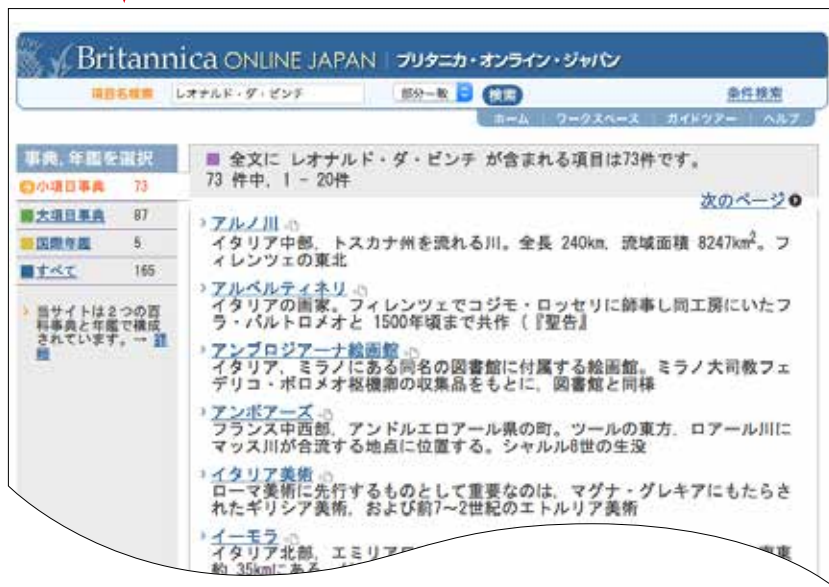 Britannica ONLINE JAPAN | ブリタニカ・オンライン・ジャパン
項目名検索 レオナルド・ダ・ビンチ 部分一致 検索 条件検索
ホーム | ワークスペース | ガイドツアー | ヘルプ
事典、年鑑を選択
小項目事典 73
大項目事典 87
国際年鑑 5
すべて 165
当サイトは2つの百
科事典と年鑑で構成
されています。→ 詳
細
■ 全文に レオナルド・ダ・ビンチ が含まれる項目は73件です。
73 件中, 1 - 20件
次のページ
アルノ川
イタリア中部, トスカナ州を流れる川。全長 240km, 流域面積 8247km²。フ
ィレンツェの東北
アルベルティネリ
イタリアの画家。フィレンツェでコジモ・ロッセリに師事し同工房にいたフ
ラ・バルトロメオと 1500年頃まで共作 (『聖告』
アンブロジアーナ絵画館
イタリア, ミラノにある同名の図書館に付属する絵画館。ミラノ大司教フェ
デリコ・ボロメオ枢機卿の収集品をもとに, 図書館と同様
アンボアーズ
フランス中西部, アンドルエロアール県の町。ツールの東方, ロアール川に
マッス川が合流する地点に位置する。シャルル8世の生没
イタリア美術
ローマ美術に先行するものとして重要なのは, マグナ・グレキアにもたらさ
れたギリシア美術, および前7～2世紀のエトルリア美術
イーモラ
イタリア北部, エミリア
約 35kmにある